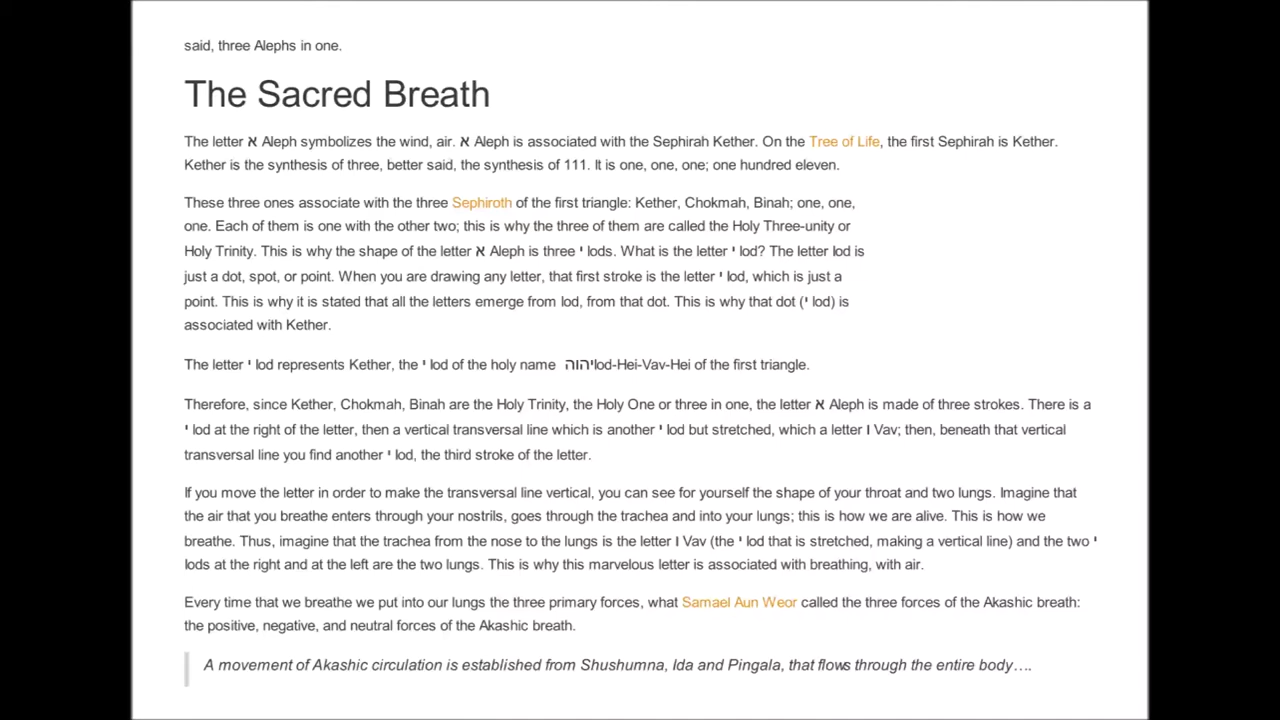 said, three Alephs in one.
The Sacred Breath
The letter א Aleph symbolizes the wind, air. א Aleph is associated with the Sephirah Kether. On the Tree of Life, the first Sephirah is Kether.
Kether is the synthesis of three, better said, the synthesis of 111. It is one, one, one; one hundred eleven.
These three ones associate with the three Sephiroth of the first triangle: Kether, Chokmah, Binah; one, one,
one. Each of them is one with the other two; this is why the three of them are called the Holy Three-unity or
Holy Trinity. This is why the shape of the letter א Aleph is three י Iods. What is the letter י Iod? The letter Iod is
just a dot, spot, or point. When you are drawing any letter, that first stroke is the letter י Iod, which is just a
point. This is why it is stated that all the letters emerge from Iod, from that dot. This is why that dot (י Iod) is
associated with Kether.
The letter י Iod represents Kether, the י Iod of the holy name יהוה Iod-Hei-Vav-Hei of the first triangle.
Therefore, since Kether, Chokmah, Binah are the Holy Trinity, the Holy One or three in one, the letter א Aleph is made of three strokes. There is a
י Iod at the right of the letter, then a vertical transversal line which is another י Iod but stretched, which a letter ו Vav; then, beneath that vertical
transversal line you find another י Iod, the third stroke of the letter.
If you move the letter in order to make the transversal line vertical, you can see for yourself the shape of your throat and two lungs. Imagine that
the air that you breathe enters through your nostrils, goes through the trachea and into your lungs; this is how we are alive. This is how we
breathe. Thus, imagine that the trachea from the nose to the lungs is the letter ו Vav (the י Iod that is stretched, making a vertical line) and the two י
Iods at the right and at the left are the two lungs. This is why this marvelous letter is associated with breathing, with air.
Every time that we breathe we put into our lungs the three primary forces, what Samael Aun Weor called the three forces of the Akashic breath:
the positive, negative, and neutral forces of the Akashic breath.
A movement of Akashic circulation is established from Shushumna, Ida and Pingala, that flows through the entire body….